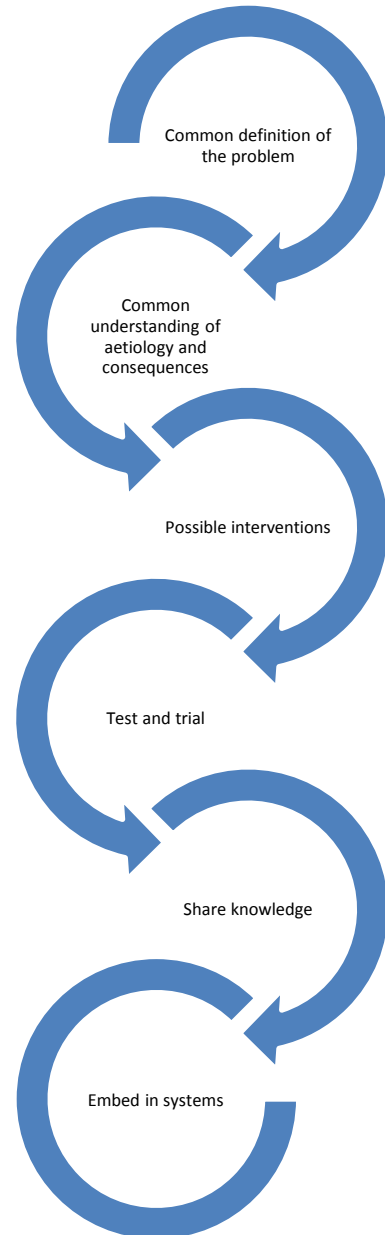 Common definition of
the problem
Common
understanding of
aetiology and
consequences
Possible interventions
Test and trial
Share knowledge
Embed in systems